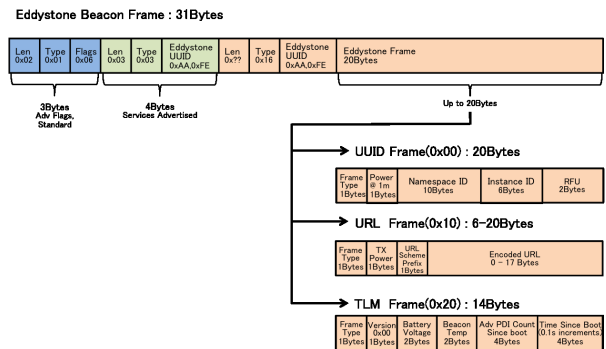 Eddystone Beacon Frame : 31Bytes
Len
0x02
Type
0x01
Flags
0x06
Len
0x03
Type
0x03
Eddystone
UUID
0xAA,0xFE
Len
0x??
Type
0x16
Eddystone
UUID
0xAA,0xFE
Eddystone Frame
20Bytes
3Bytes
Adv Flags,
Standard
4Bytes
Services Advertised
Up to 20Bytes
UUID Frame(0x00) : 20Bytes
Frame
Type
1Bytes
Power
@ 1m
1Bytes
Namespace ID
10Bytes
Instance ID
6Bytes
RFU
2Bytes
URL Frame(0x10) : 6-20Bytes
Frame
Type
1Bytes
TX
Power
1Bytes
URL
Scheme
Prefix
1Bytes
Encoded URL
0 - 17 Bytes
TLM Frame(0x20) : 14Bytes
Frame
Type
1Bytes
Version
0x00
1Bytes
Battery
Voltage
2Bytes
Beacon
Temp
2Bytes
Adv PDI Count
Since boot
4Bytes
Time Since Boot
(0.1s increments)
4Bytes